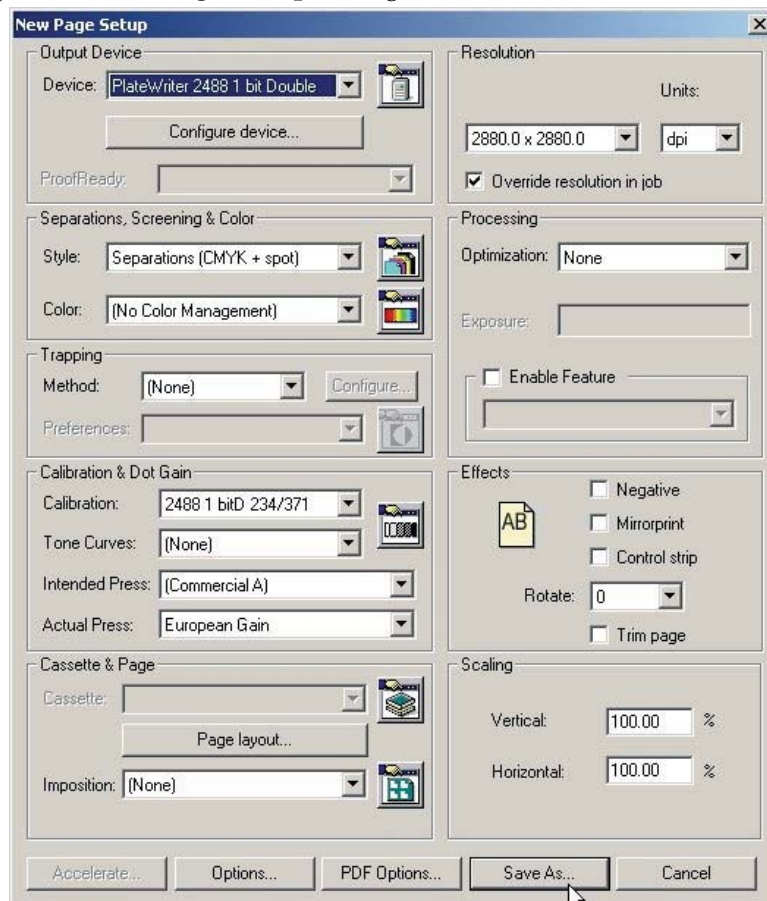 New Page Setup
Output Device
Device: PlateWriter 2488 1 bit Double
Configure device...
ProofReady:
Resolution
Units:
2880.0 x 2880.0 dpi
Override resolution in job
Separations, Screening & Color
Style: Separations (CMYK + spot)
Color: (No Color Management)
Processing
Optimization: None
Exposure:
Enable Feature
Trapping
Method: (None) Configure...
Preferences:
Calibration & Dot Gain
Calibration: 2488 1 bitD 234/371
Tone Curves: (None)
Intended Press: (Commercial A)
Actual Press: European Gain
Effects
AB
Negative
Mirrorprint
Control strip
Rotate: 0
Trim page
Cassette & Page
Cassette:
Page layout...
Imposition: (None)
Scaling
Vertical: 100.00 %
Horizontal: 100.00 %
Accelerate... Options... PDF Options... Save As... Cancel